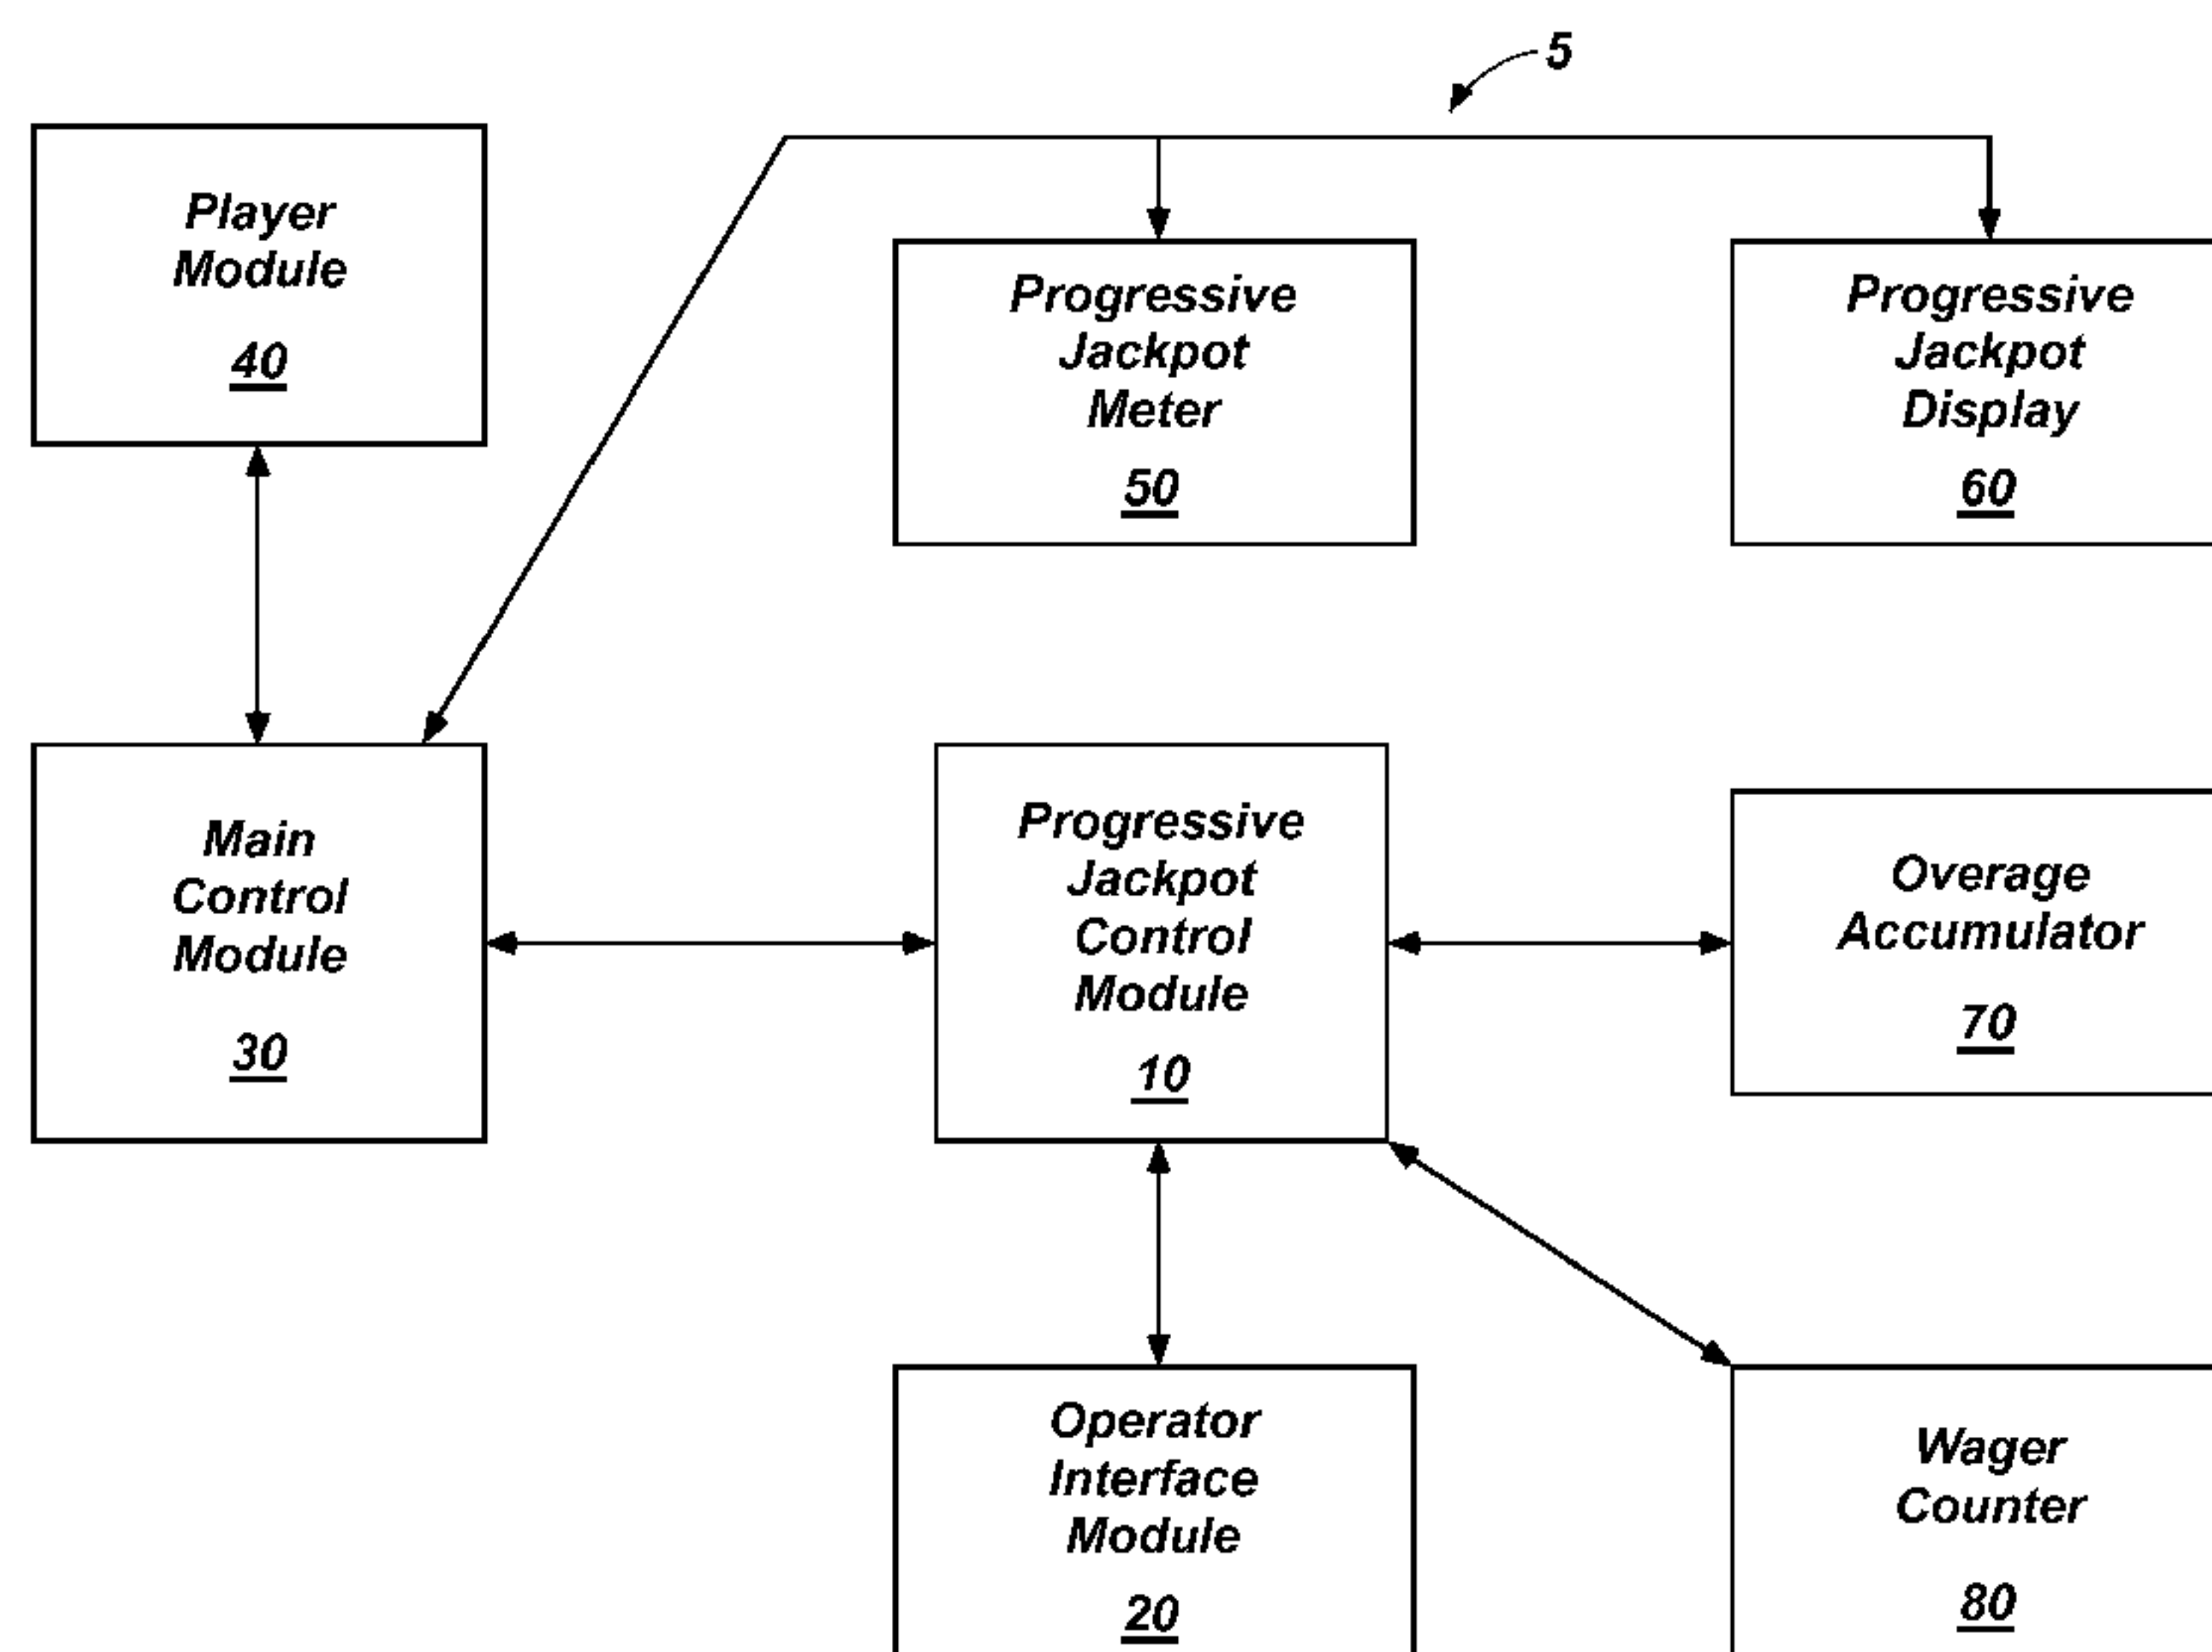 5
Player
Module
40
Progressive
Jackpot
Meter
50
Progressive
Jackpot
Display
60
Main
Control
Module
30
Progressive
Jackpot
Control
Module
10
Overage
Accumulator
70
Operator
Interface
Module
20
Wager
Counter
80